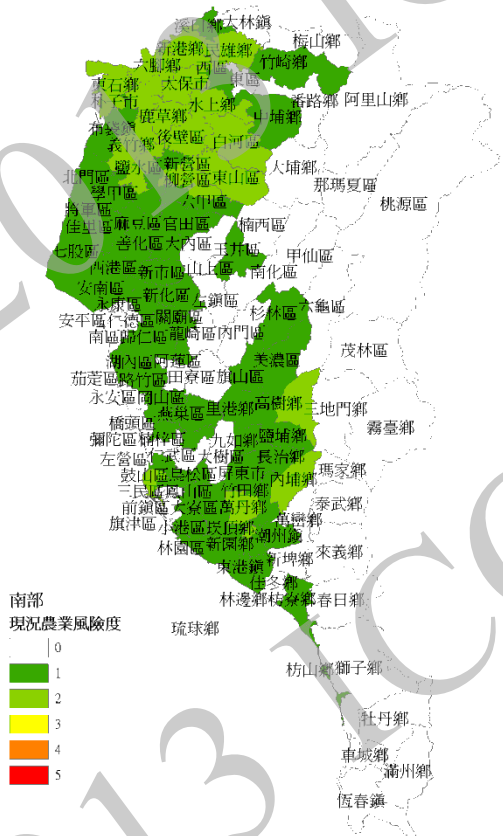 溪口鄉 大林鎮
梅山鄉
新港鄉 民雄鄉
竹崎鄉
六腳鄉 西區
東區
東石鄉 太保市
番路鄉 阿里山鄉
朴子市 水上鄉
中埔鄉
鹿草鄉
布袋鎮 後壁區 白河區
義竹鄉
鹽水區 新營區 大埔鄉
北門區 柳營區 東山區
那瑪夏區
學甲區 六甲區
桃源區
將軍區
佳里區 麻豆區 官田區 楠西區
善化區 大內區 玉井區
七股區 甲仙區
西港區 新市區 山上區 南化區
安南區 新化區
永康區 左鎮區 六龜區
安平區 仁德區 關廟區 杉林區
南區 歸仁區 龍崎區 內門區
茂林區
湖內區 阿蓮區 美濃區
茄萣區 路竹區 田寮區 旗山區
永安區 岡山區
燕巢區 里港鄉 高樹鄉 三地門鄉
橋頭區 霧臺鄉
彌陀區 楠梓區 九如鄉 鹽埔鄉
左營區 仁武區 大樹區 長治鄉
鼓山區 鳥松區 屏東市 內埔鄉 瑪家鄉
三民區 鳳山區 竹田鄉
泰武鄉
前鎮區 大寮區 萬丹鄉
萬巒鄉
旗津區 小港區 崁頂鄉 潮州鎮
林園區 新園鄉 來義鄉
新埤鄉
東港鎮
佳冬鄉
林邊鄉 枋寮鄉 春日鄉
南部
現況農業風險度
琉球鄉
0
1
枋山鄉 獅子鄉
2
3
牡丹鄉
4
車城鄉
5
滿州鄉
恆春鎮